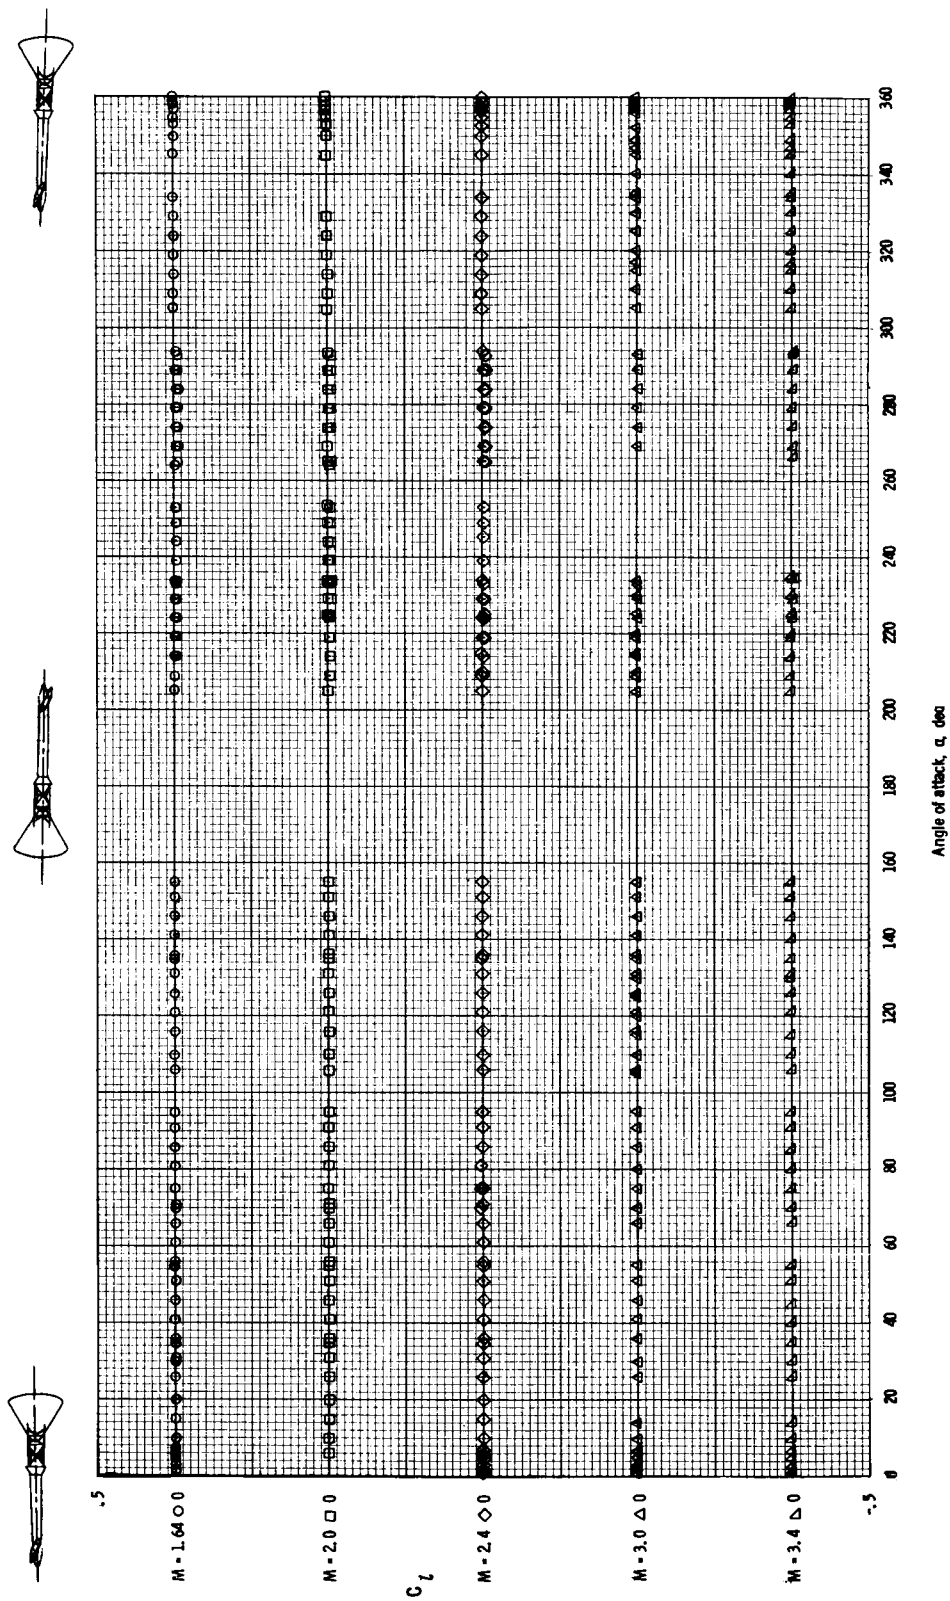 .5
M = 1.64 ○ 0
M = 2.0 □ 0
C_l
M = 2.4 ◇ 0
M = 3.0 △ 0
M = 3.4 △ 0
-.5
0 20 40 60 80 100 120 140 160 180 200 220 240 260 280 300 320 340 360
Angle of attack, α, deg